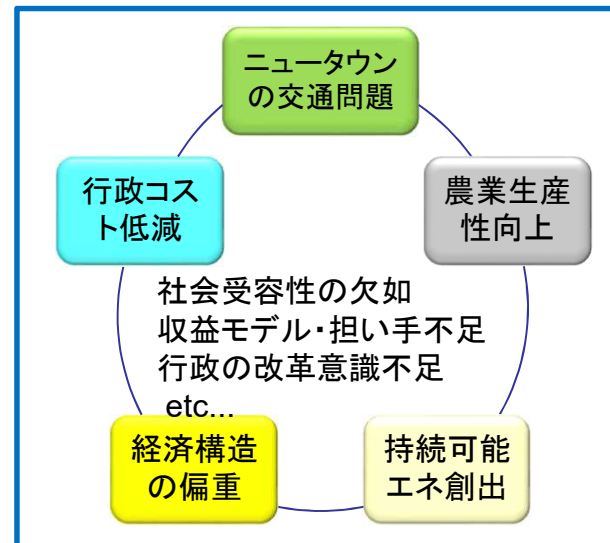 ニュータウン
の交通問題
行政コス
ト低減
農業生産
性向上
社会受容性の欠如
収益モデル・担い手不足
行政の改革意識不足
etc...
経済構造
の偏重
持続可能
エネ創出